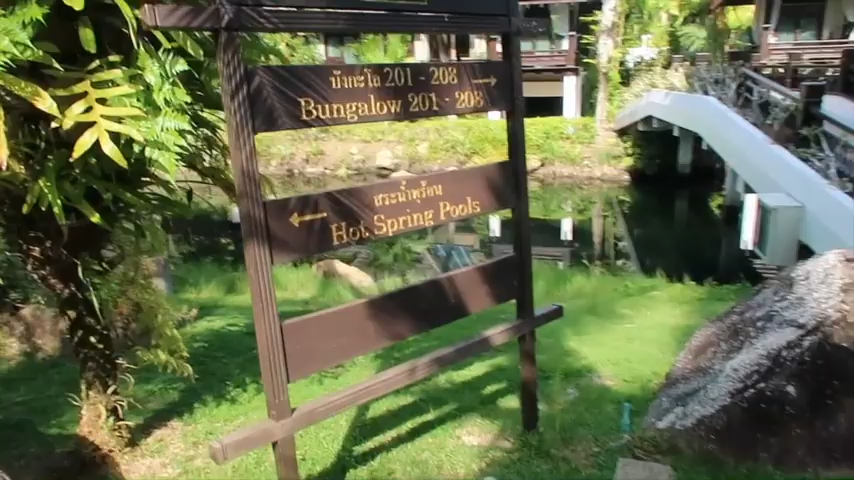 บังกะโล 201 - 208
Bungalow 201 - 208
สระน้ำพุร้อน
Hot Spring Pools